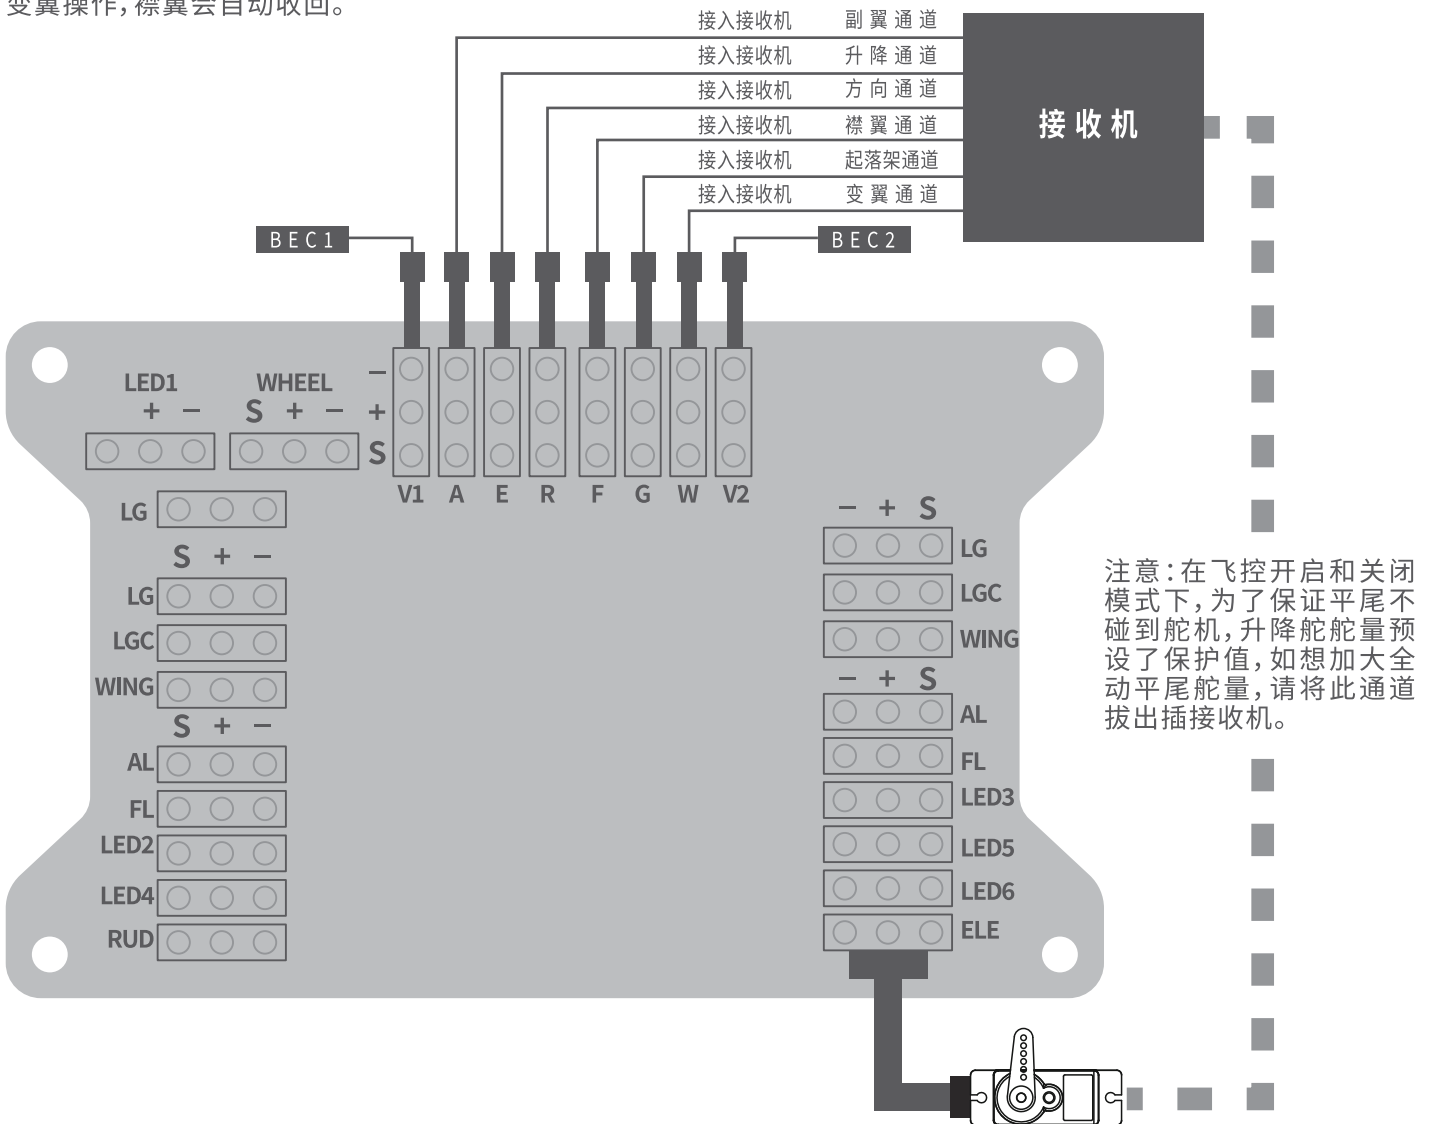 变翼操作，襟翼会自动收回。
接入接收机 副翼通道
接入接收机 升降通道
接入接收机 方向通道
接入接收机 襟翼通道
接入接收机 起落架通道
接入接收机 变翼通道
接收机
BEC1
BEC2
LED1
+ −
WHEEL
S + −
−
+
S
V1 A E R F G W V2
LG
S + −
LG
LGC
WING
S + −
AL
FL
LED2
LED4
RUD
− + S
LG
LGC
WING
− + S
AL
FL
LED3
LED5
LED6
ELE
注意：在飞控开启和关闭
模式下，为了保证平尾不
碰到舵机，升降舵舵量预
设了保护值，如想加大全
动平尾舵量，请将此通道
拔出插接收机。